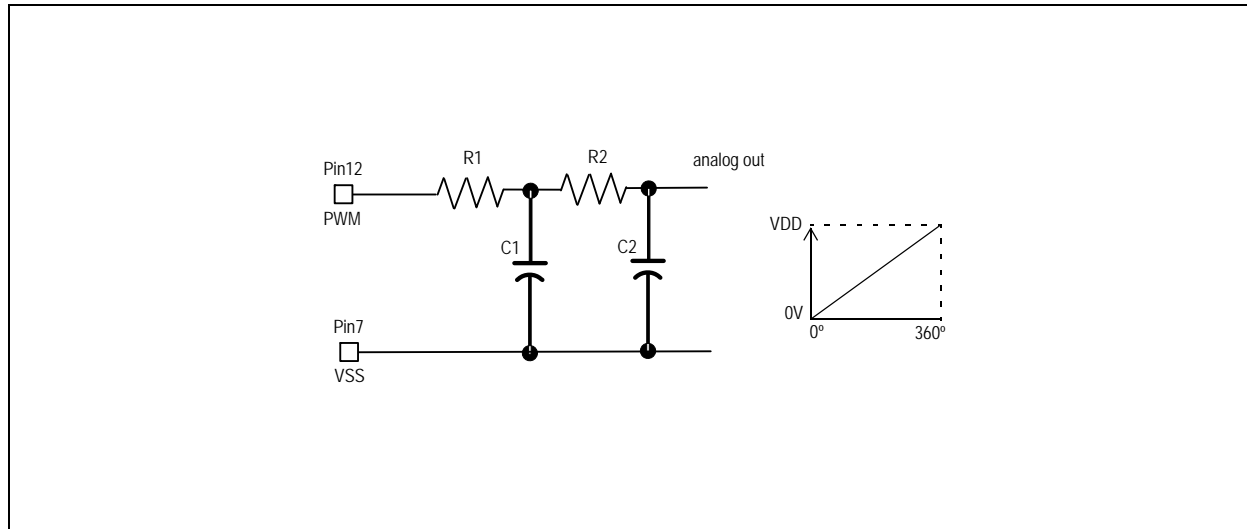 R1
R2
analog out
Pin12
PWM
C1
C2
VDD
0V
0º
360º
Pin7
VSS